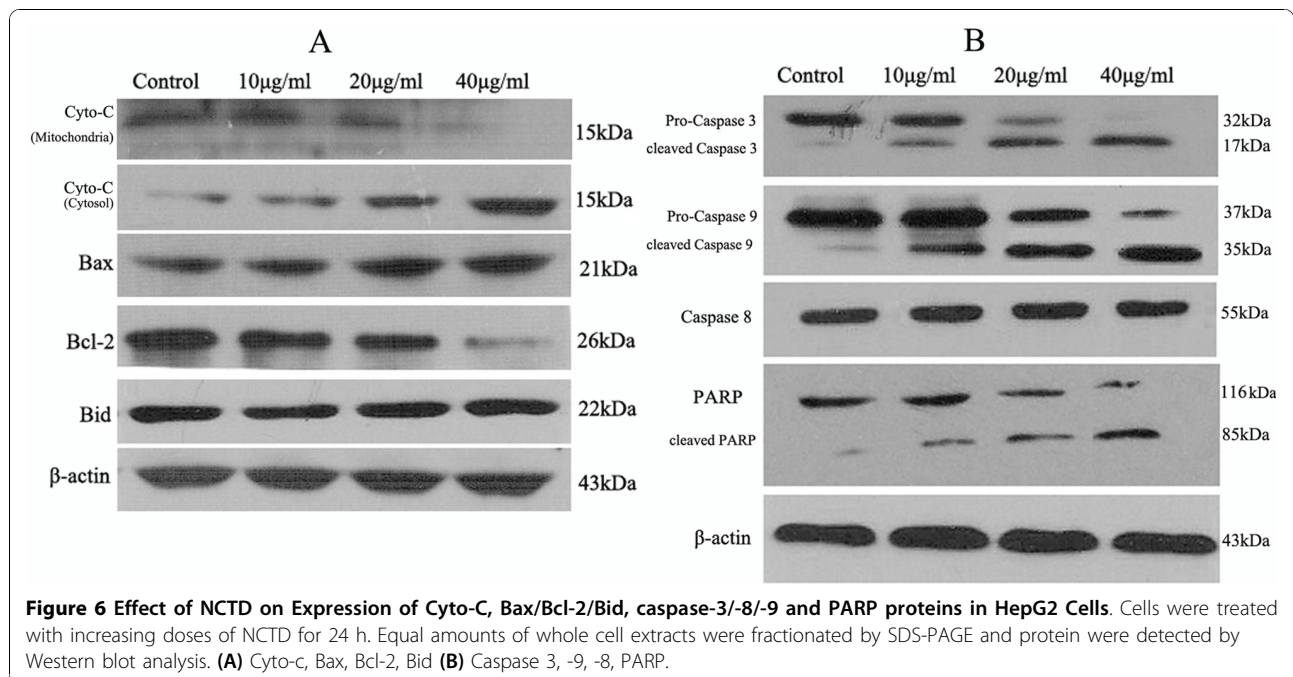 A
Control 10μg/ml 20μg/ml 40μg/ml
Cyto-C
(Mitochondria)
15kDa
Cyto-C
(Cytosol)
15kDa
Bax 21kDa
Bcl-2 26kDa
Bid 22kDa
β-actin 43kDa
B
Control 10μg/ml 20μg/ml 40μg/ml
Pro-Caspase 3 32kDa
cleaved Caspase 3 17kDa
Pro-Caspase 9 37kDa
cleaved Caspase 9 35kDa
Caspase 8 55kDa
PARP 116kDa
cleaved PARP 85kDa
β-actin 43kDa
Figure 6 Effect of NCTD on Expression of Cyto-C, Bax/Bcl-2/Bid, caspase-3/-8/-9 and PARP proteins in HepG2 Cells. Cells were treated
with increasing doses of NCTD for 24 h. Equal amounts of whole cell extracts were fractionated by SDS-PAGE and protein were detected by
Western blot analysis. (A) Cyto-c, Bax, Bcl-2, Bid (B) Caspase 3, -9, -8, PARP.